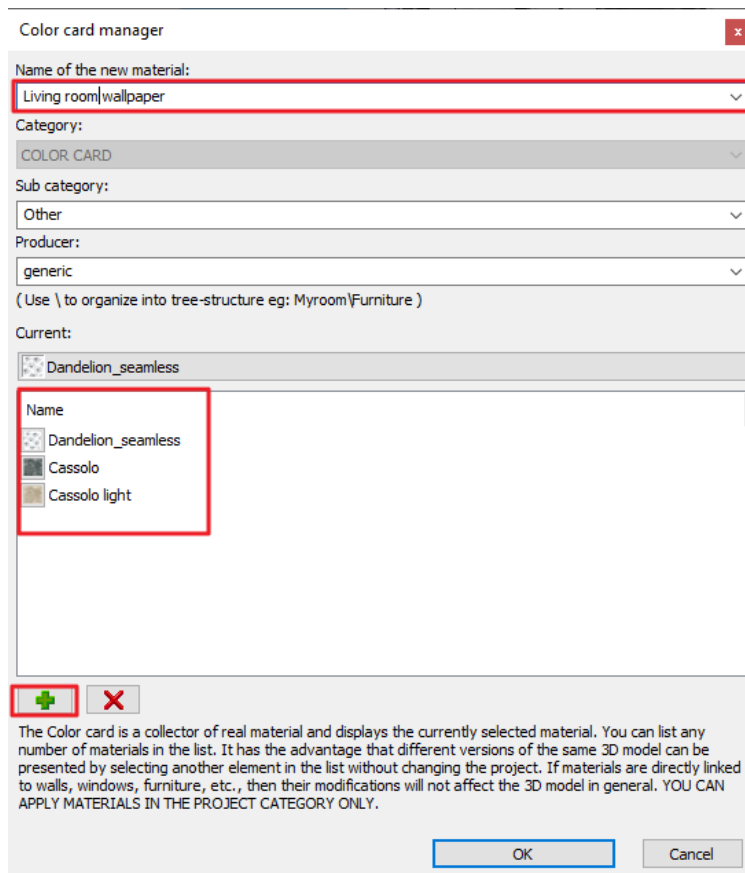 Color card manager
x
Name of the new material:
Living room wallpaper
Category:
COLOR CARD
Sub category:
Other
Producer:
generic
( Use \ to organize into tree-structure eg: Myroom\Furniture )
Current:
Dandelion_seamless
Name
Dandelion_seamless
Cassolo
Cassolo light
The Color card is a collector of real material and displays the currently selected material. You can list any
number of materials in the list. It has the advantage that different versions of the same 3D model can be
presented by selecting another element in the list without changing the project. If materials are directly linked
to walls, windows, furniture, etc., then their modifications will not affect the 3D model in general. YOU CAN
APPLY MATERIALS IN THE PROJECT CATEGORY ONLY.
OK
Cancel